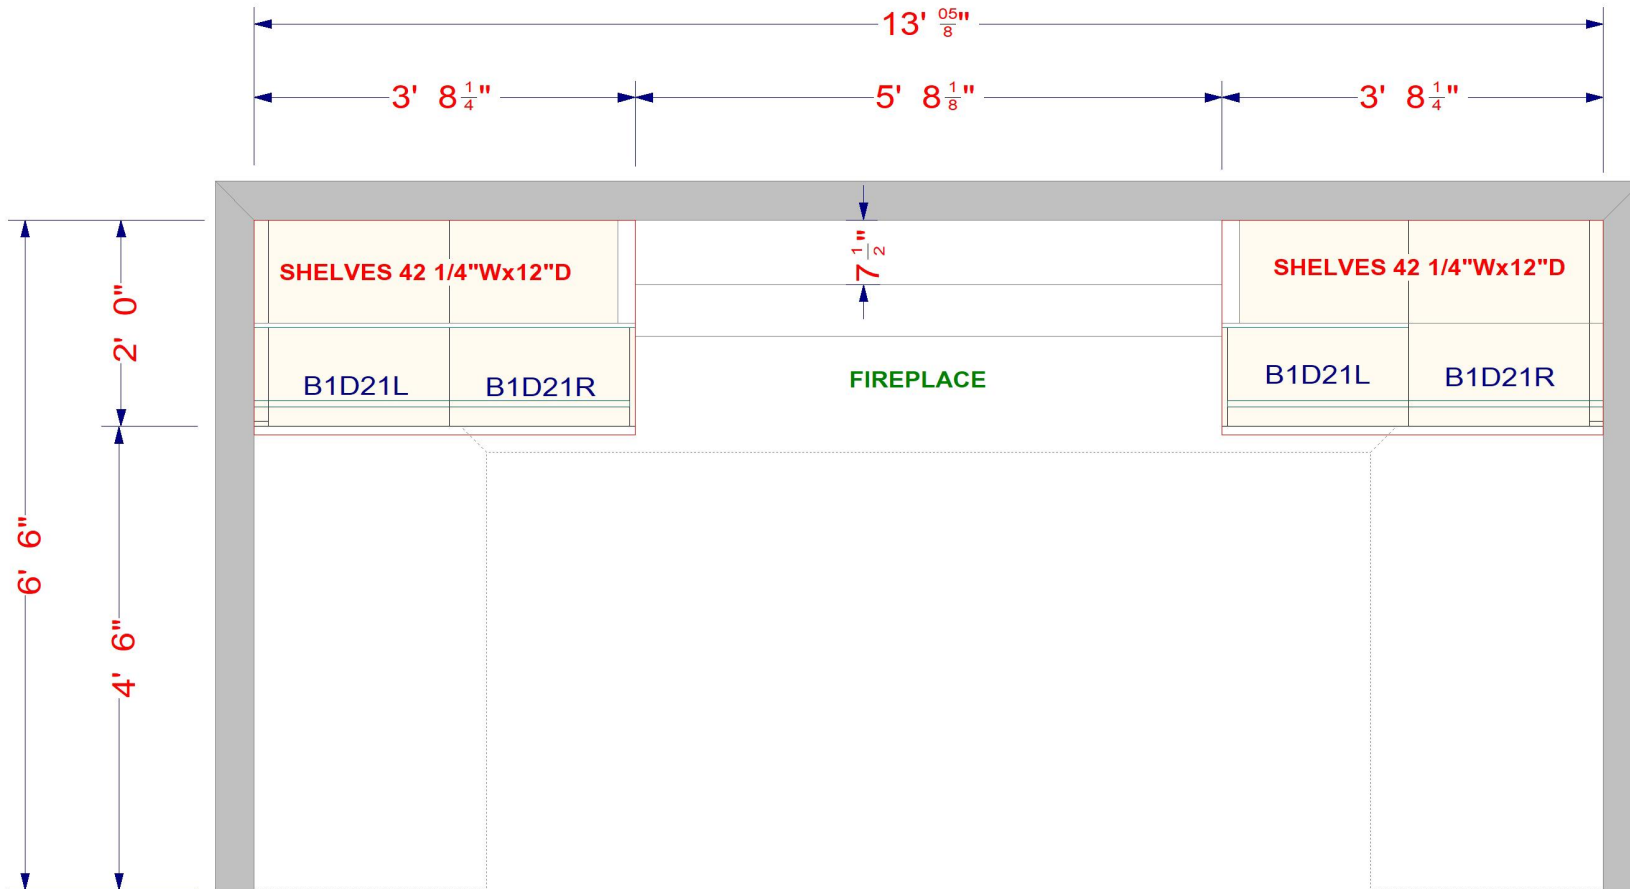 13' 05/8"
3' 8 1/4"
5' 8 1/8"
3' 8 1/4"
7 1/2"
SHELVES 42 1/4"Wx12"D
SHELVES 42 1/4"Wx12"D
2' 0"
B1D21L
B1D21R
FIREPLACE
B1D21L
B1D21R
6' 6"
4' 6"